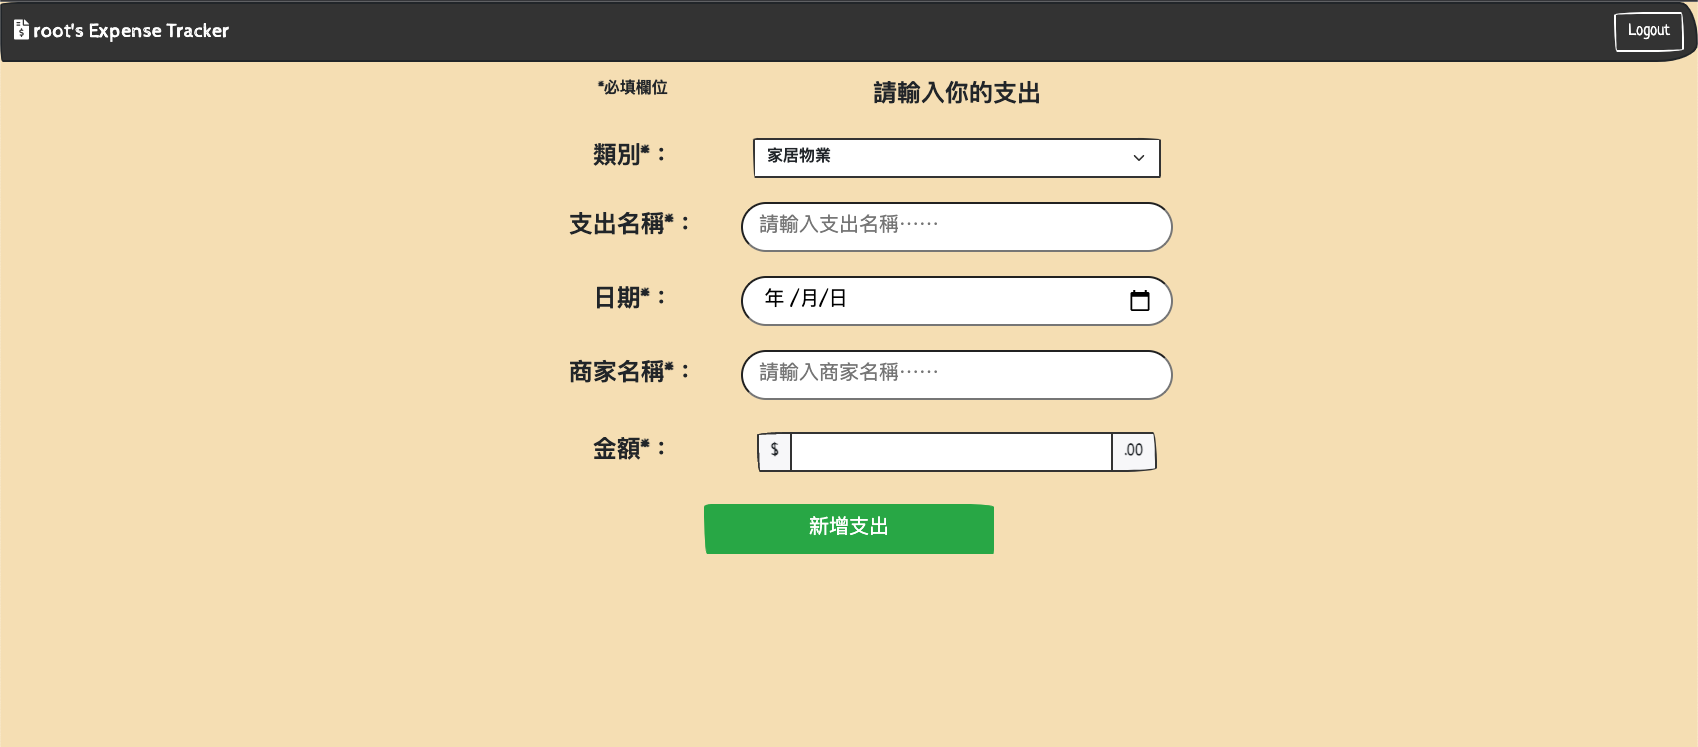 root's Expense Tracker
Logout
*必填欄位
請輸入你的支出
類別*：
家居物業
支出名稱*：
請輸入支出名稱⋯⋯
日期*：
年 /月/日
商家名稱*：
請輸入商家名稱⋯⋯
金額*：
$
.00
新增支出